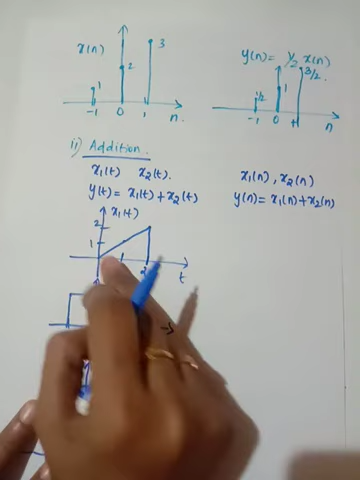 x(n)
3
2
1
-1 0 1 n
y(n) = 1/2 x(n)
3/2
1
1/2
-1 0 1 n
ii) Addition.
x₁(t) x₂(t).
y(t) = x₁(t) + x₂(t)
x₁(n), x₂(n)
y(n) = x₁(n) + x₂(n)
x₁(t)
2
1
2
t